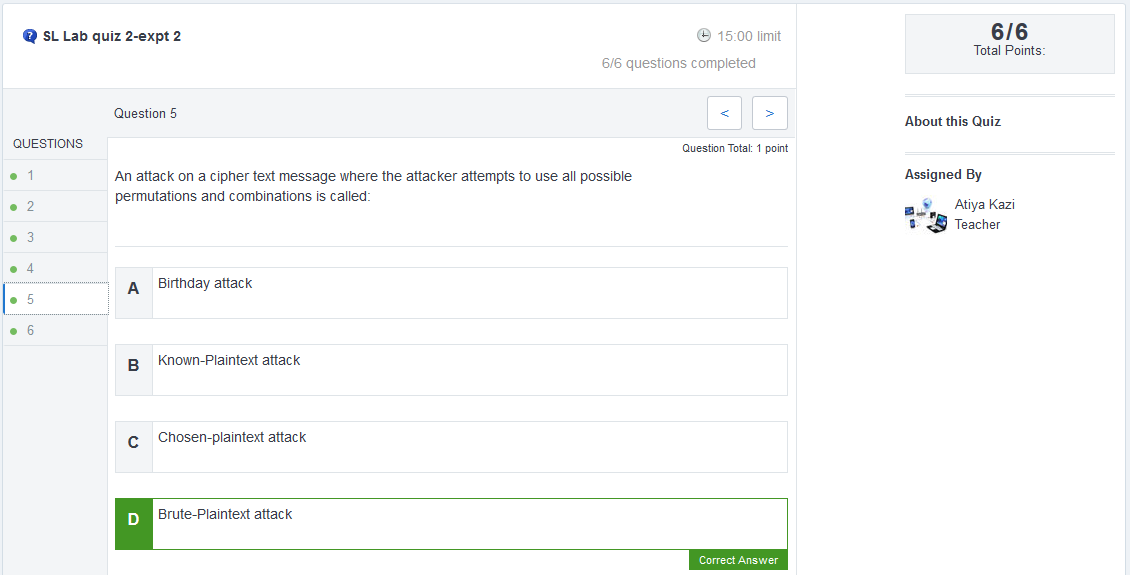 SL Lab quiz 2-expt 2
15:00 limit
6/6 questions completed
6/6
Total Points:
Question 5
<
>
QUESTIONS
Question Total: 1 point
1
2
3
4
5
6
An attack on a cipher text message where the attacker attempts to use all possible
permutations and combinations is called:
A Birthday attack
B Known-Plaintext attack
C Chosen-plaintext attack
D Brute-Plaintext attack
Correct Answer
About this Quiz
Assigned By
Atiya Kazi
Teacher